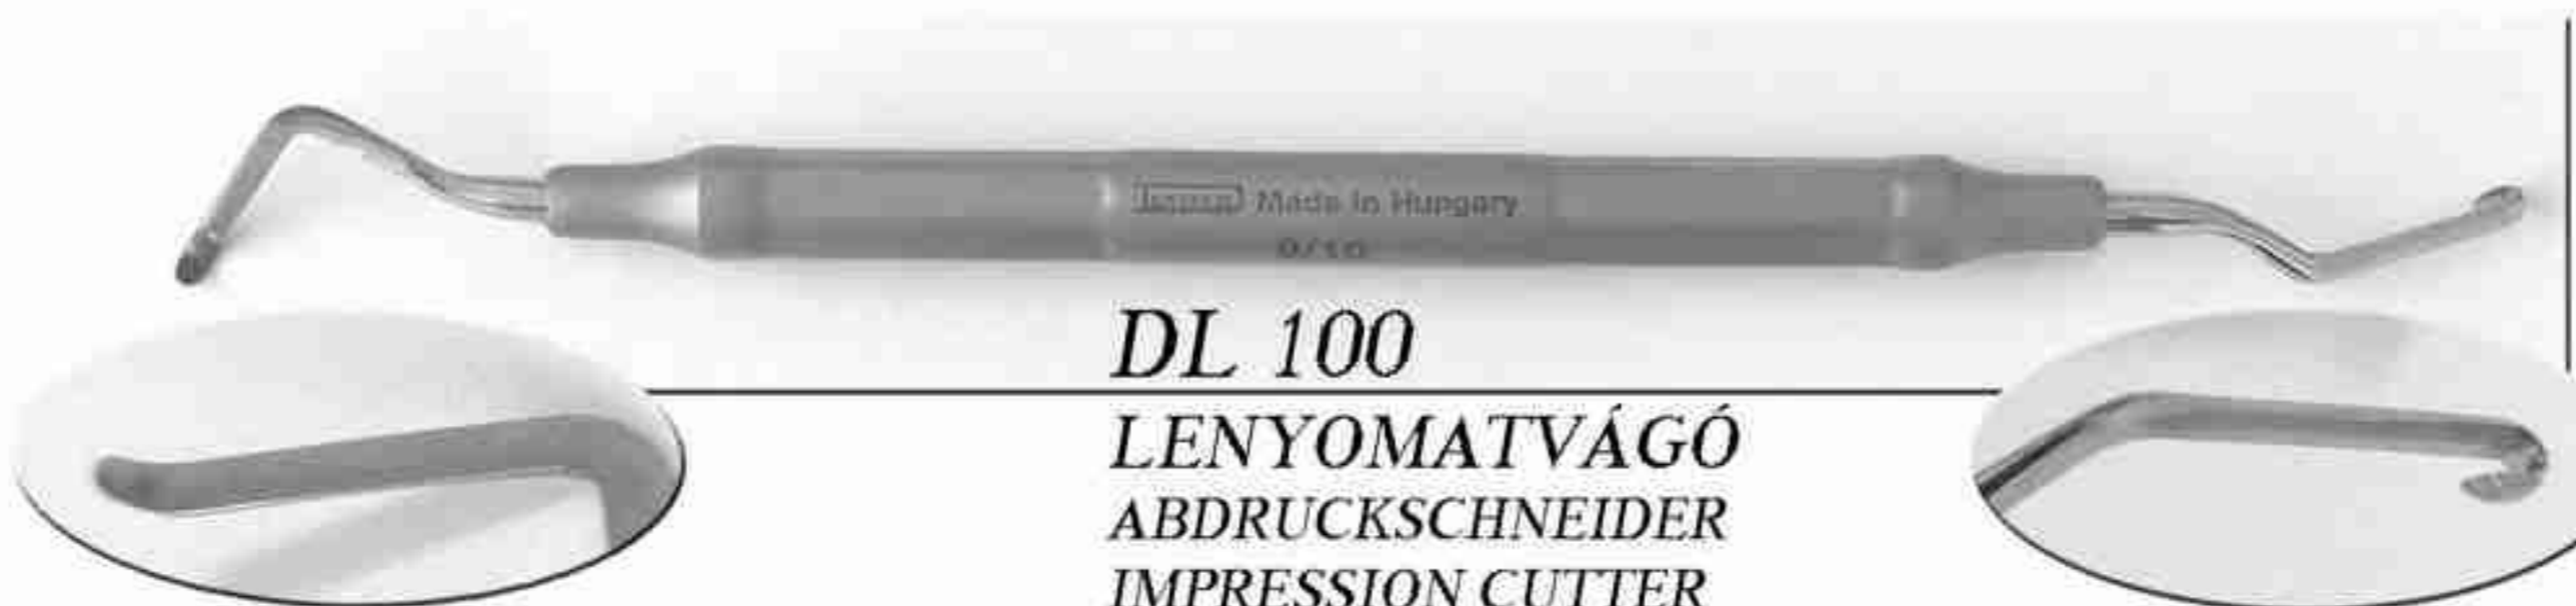 Made in Hungary
DL 100
LENYOMATVÁGÓ
ABDRUCKSCHNEIDER
IMPRESSION CUTTER